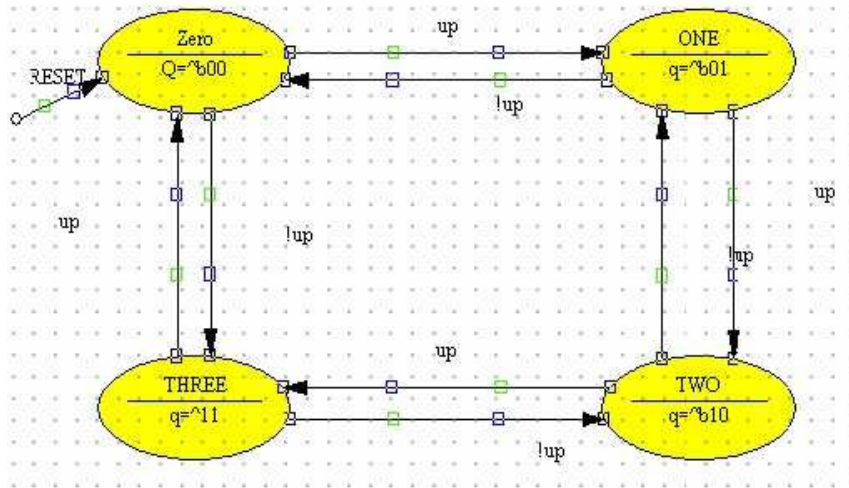 up
Zero
Q=^b00
RESET
ONE
q=^b01
!up
up
up
!up
!up
up
THREE
q=^11
TWO
q=^b10
!up